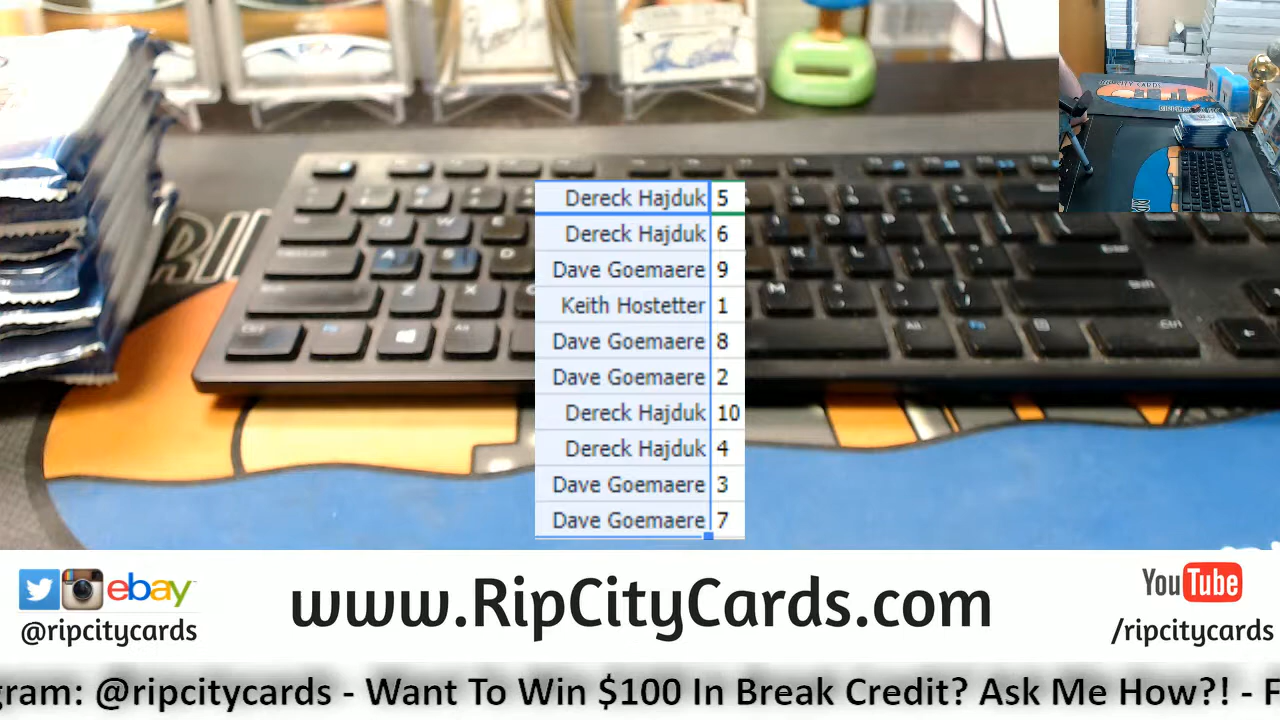 Dereck Hajduk 5
Dereck Hajduk 6
Dave Goemaere 9
Keith Hostetter 1
Dave Goemaere 8
Dave Goemaere 2
Dereck Hajduk 10
Dereck Hajduk 4
Dave Goemaere 3
Dave Goemaere 7
ebay
@ripcitycards
www.RipCityCards.com
YouTube
/ripcitycards
gram: @ripcitycards - Want To Win $100 In Break Credit? Ask Me How?! - F